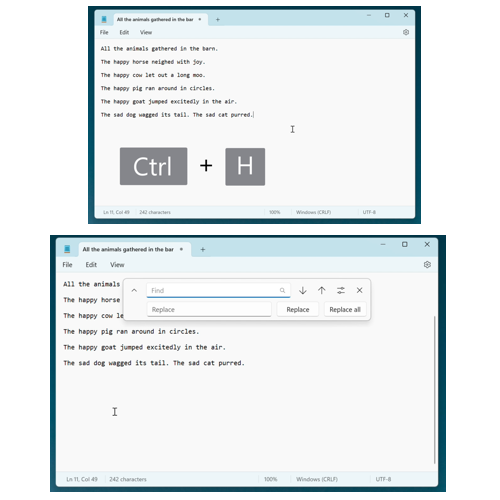 All the animals gathered in the bar
File Edit View
All the animals gathered in the barn.
The happy horse neighed with joy.
The happy cow let out a long moo.
The happy pig ran around in circles.
The happy goat jumped excitedly in the air.
The sad dog wagged its tail. The sad cat purred.
Ctrl + H
Ln 11, Col 49 242 characters 100% Windows (CRLF) UTF-8
All the animals gathered in the bar
File Edit View
All the animals
Find
The happy horse
Replace Replace Replace all
The happy cow le
The happy pig ran around in circles.
The happy goat jumped excitedly in the air.
The sad dog wagged its tail. The sad cat purred.
Ln 11, Col 49 242 characters 100% Windows (CRLF) UTF-8